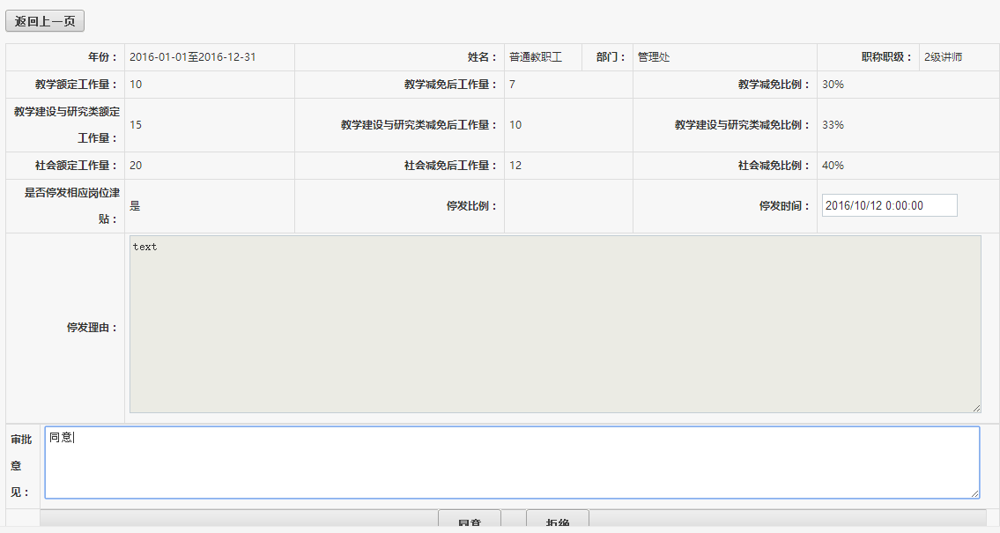 返回上一页
年份： 2016-01-01至2016-12-31 姓名： 普通教职工 部门： 管理处 职称职级： 2级讲师
教学额定工作量： 10 教学减免后工作量： 7 教学减免比例： 30%
教学建设与研究类额定
工作量： 15 教学建设与研究类减免后工作量： 10 教学建设与研究类减免比例： 33%
社会额定工作量： 20 社会减免后工作量： 12 社会减免比例： 40%
是否停发相应岗位津
贴： 是 停发比例： 停发时间： 2016/10/12 0:00:00
停发理由： text
审批
意
见： 同意
同意 拒绝